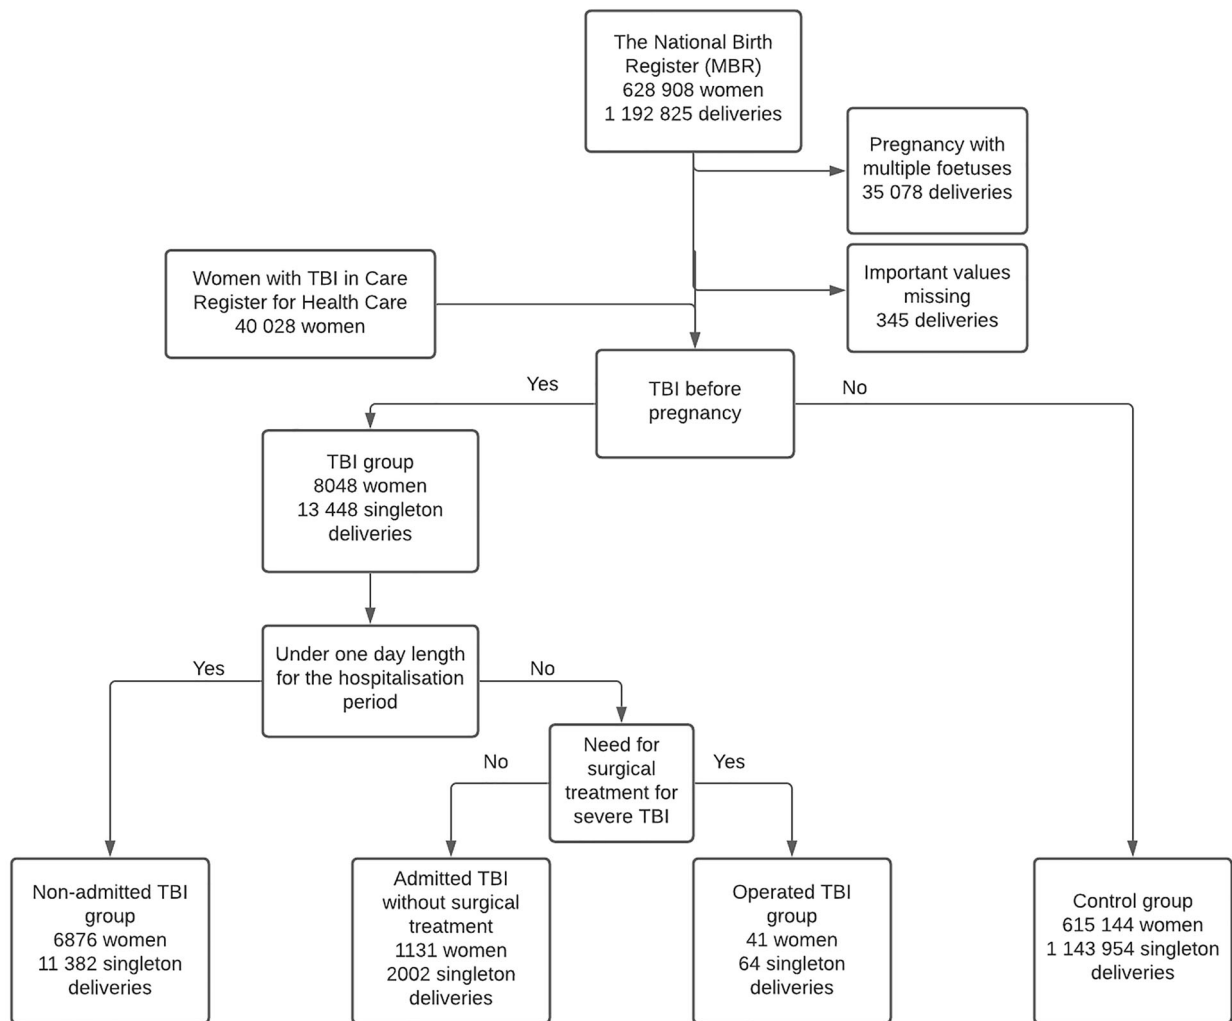 The National Birth
Register (MBR)
628 908 women
1 192 825 deliveries
Pregnancy with
multiple foetuses
35 078 deliveries
Women with TBI in Care
Register for Health Care
40 028 women
Important values
missing
345 deliveries
TBI before
pregnancy
Yes
No
TBI group
8048 women
13 448 singleton
deliveries
Under one day length
for the hospitalisation
period
Yes
No
Need for
surgical
treatment for
severe TBI
No
Yes
Non-admitted TBI
group
6876 women
11 382 singleton
deliveries
Admitted TBI
without surgical
treatment
1131 women
2002 singleton
deliveries
Operated TBI
group
41 women
64 singleton
deliveries
Control group
615 144 women
1 143 954 singleton
deliveries